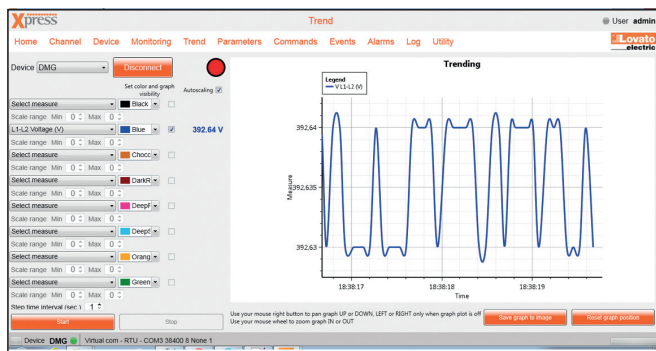 Xpress
Trend
User admin
Home Channel Device Monitoring Trend Parameters Commands Events Alarms Log Utility
Lovato electric
Device DMG Disconnect
Set color and graph visibility
Autoscaling
Select measure Black
Scale range Min 0 Max 0
L1-L2 Voltage (V) Blue 392.64 V
Scale range Min 0 Max 0
Select measure Chocc
Scale range Min 0 Max 0
Select measure DarkR
Scale range Min 0 Max 0
Select measure DeepF
Scale range Min 0 Max 0
Select measure DeepS
Scale range Min 0 Max 0
Select measure Orang
Scale range Min 0 Max 0
Select measure Green
Scale range Min 0 Max 0
Step time interval (sec.) 1
Start Stop
Trending
Legend
V L1-L2 (V)
392.64
392.635
392.63
Measure
18:38:17 18:38:18 18:38:19
Time
Use your mouse right button to pan graph UP or DOWN, LEFT or RIGHT only when graph plot is off
Use your mouse wheel to zoom graph IN or OUT
Save graph to image Reset graph position
Device DMG Virtual com - RTU - COM3 38400 8 None 1